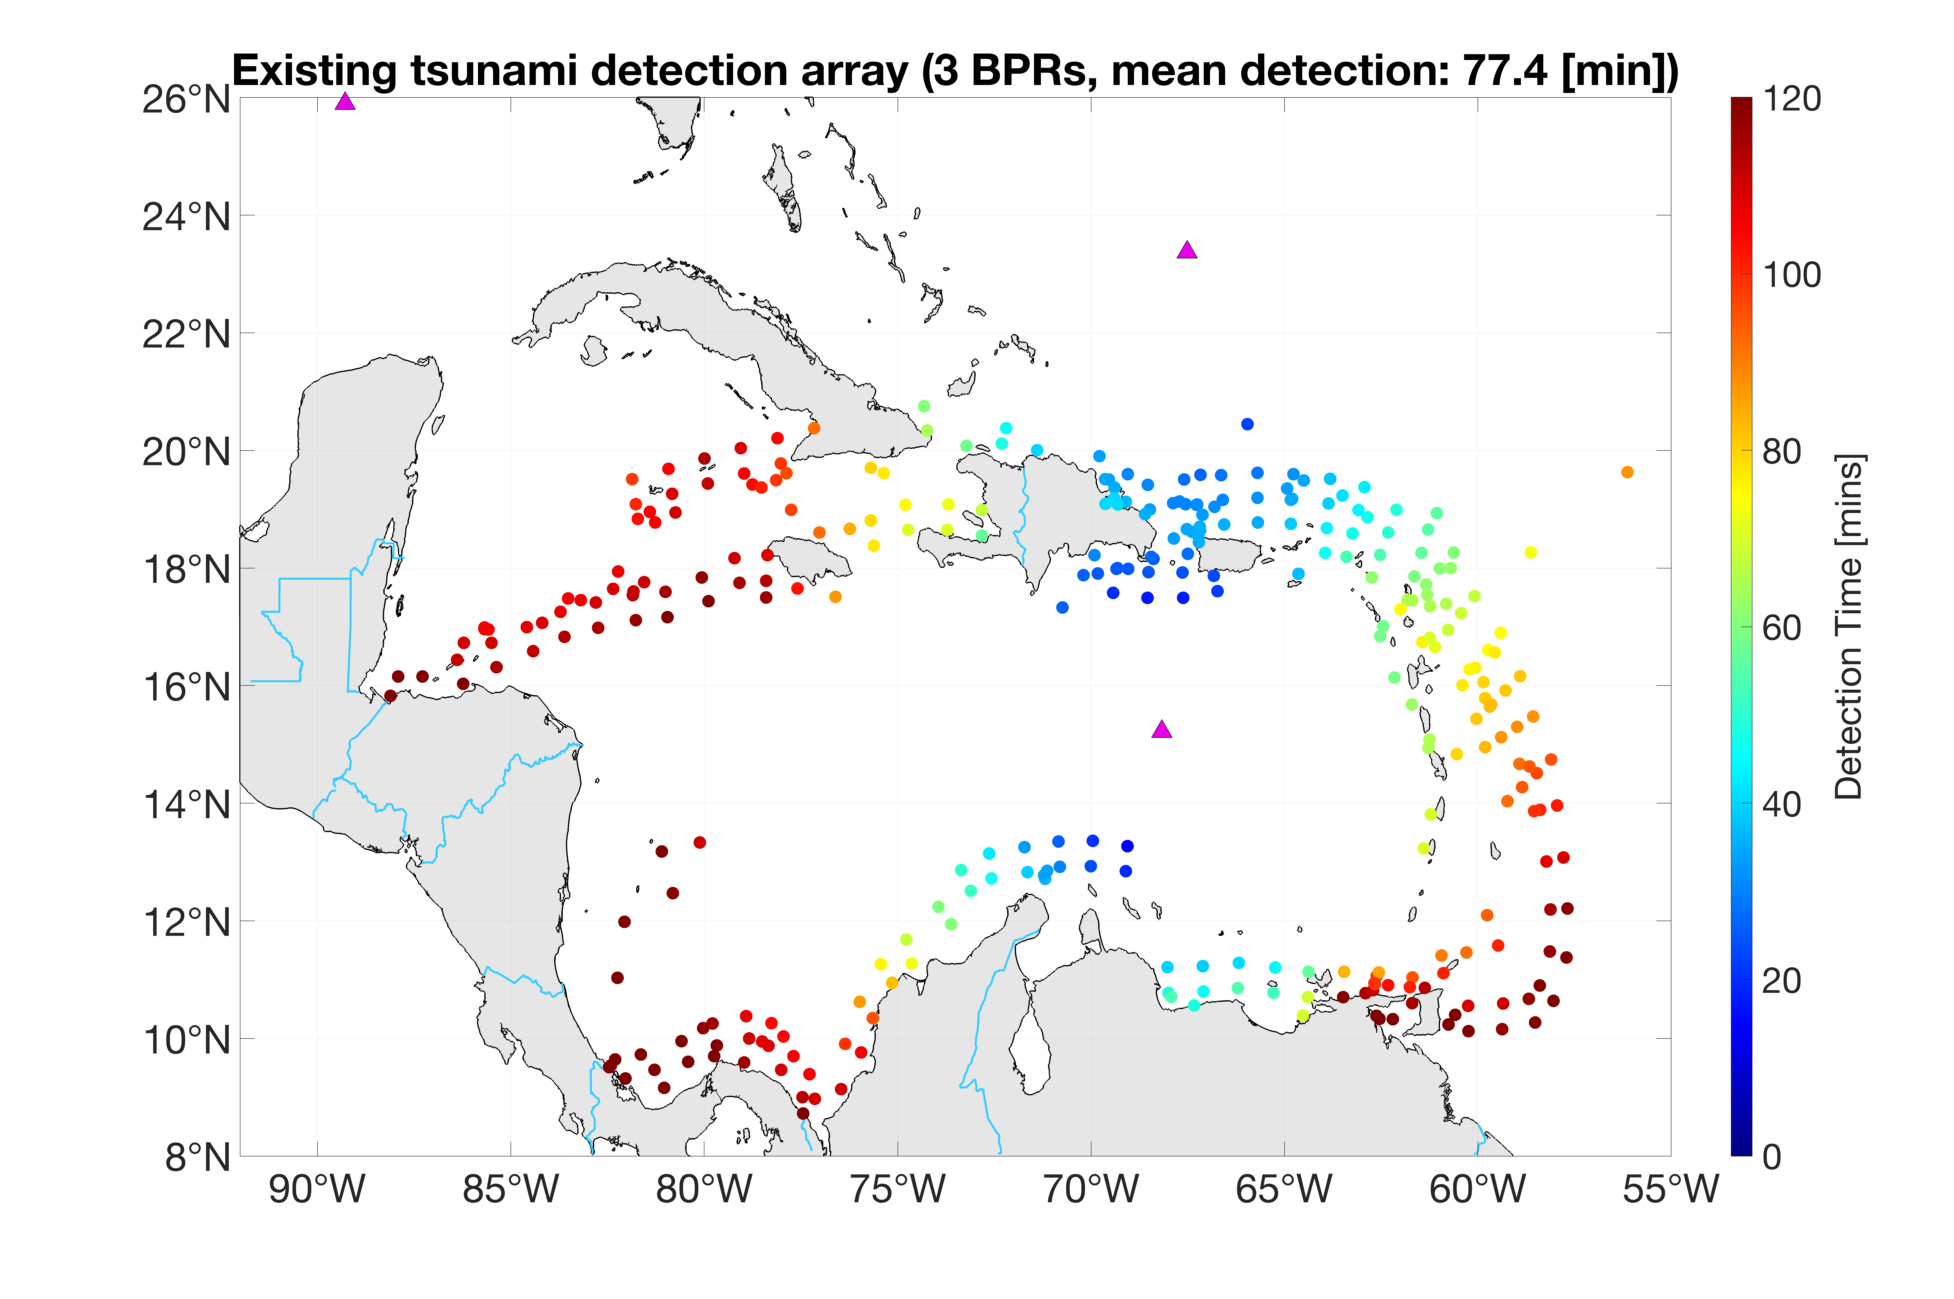 Existing tsunami detection array (3 BPRs, mean detection: 77.4 [min])
26°N
24°N
22°N
20°N
18°N
16°N
14°N
12°N
10°N
8°N
90°W
85°W
80°W
75°W
70°W
65°W
60°W
55°W
120
100
80
60
40
20
0
Detection Time [mins]